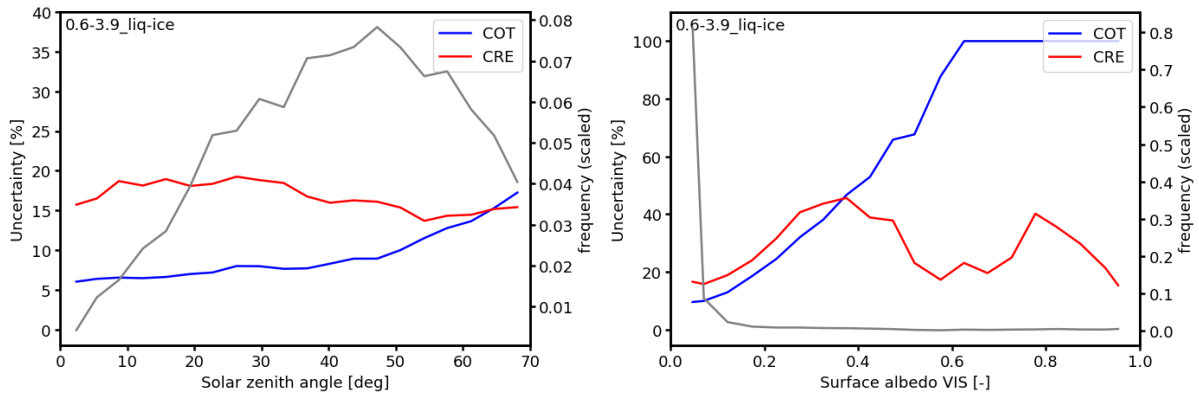 0.6-3.9_liq-ice
COT
CRE
40
35
30
25
20
15
10
5
0
Uncertainty [%]
0.08
0.07
0.06
0.05
0.04
0.03
0.02
0.01
frequency (scaled)
0 10 20 30 40 50 60 70
Solar zenith angle [deg]
0.6-3.9_liq-ice
COT
CRE
100
80
60
40
20
0
Uncertainty [%]
0.8
0.7
0.6
0.5
0.4
0.3
0.2
0.1
0.0
frequency (scaled)
0.0 0.2 0.4 0.6 0.8 1.0
Surface albedo VIS [-]